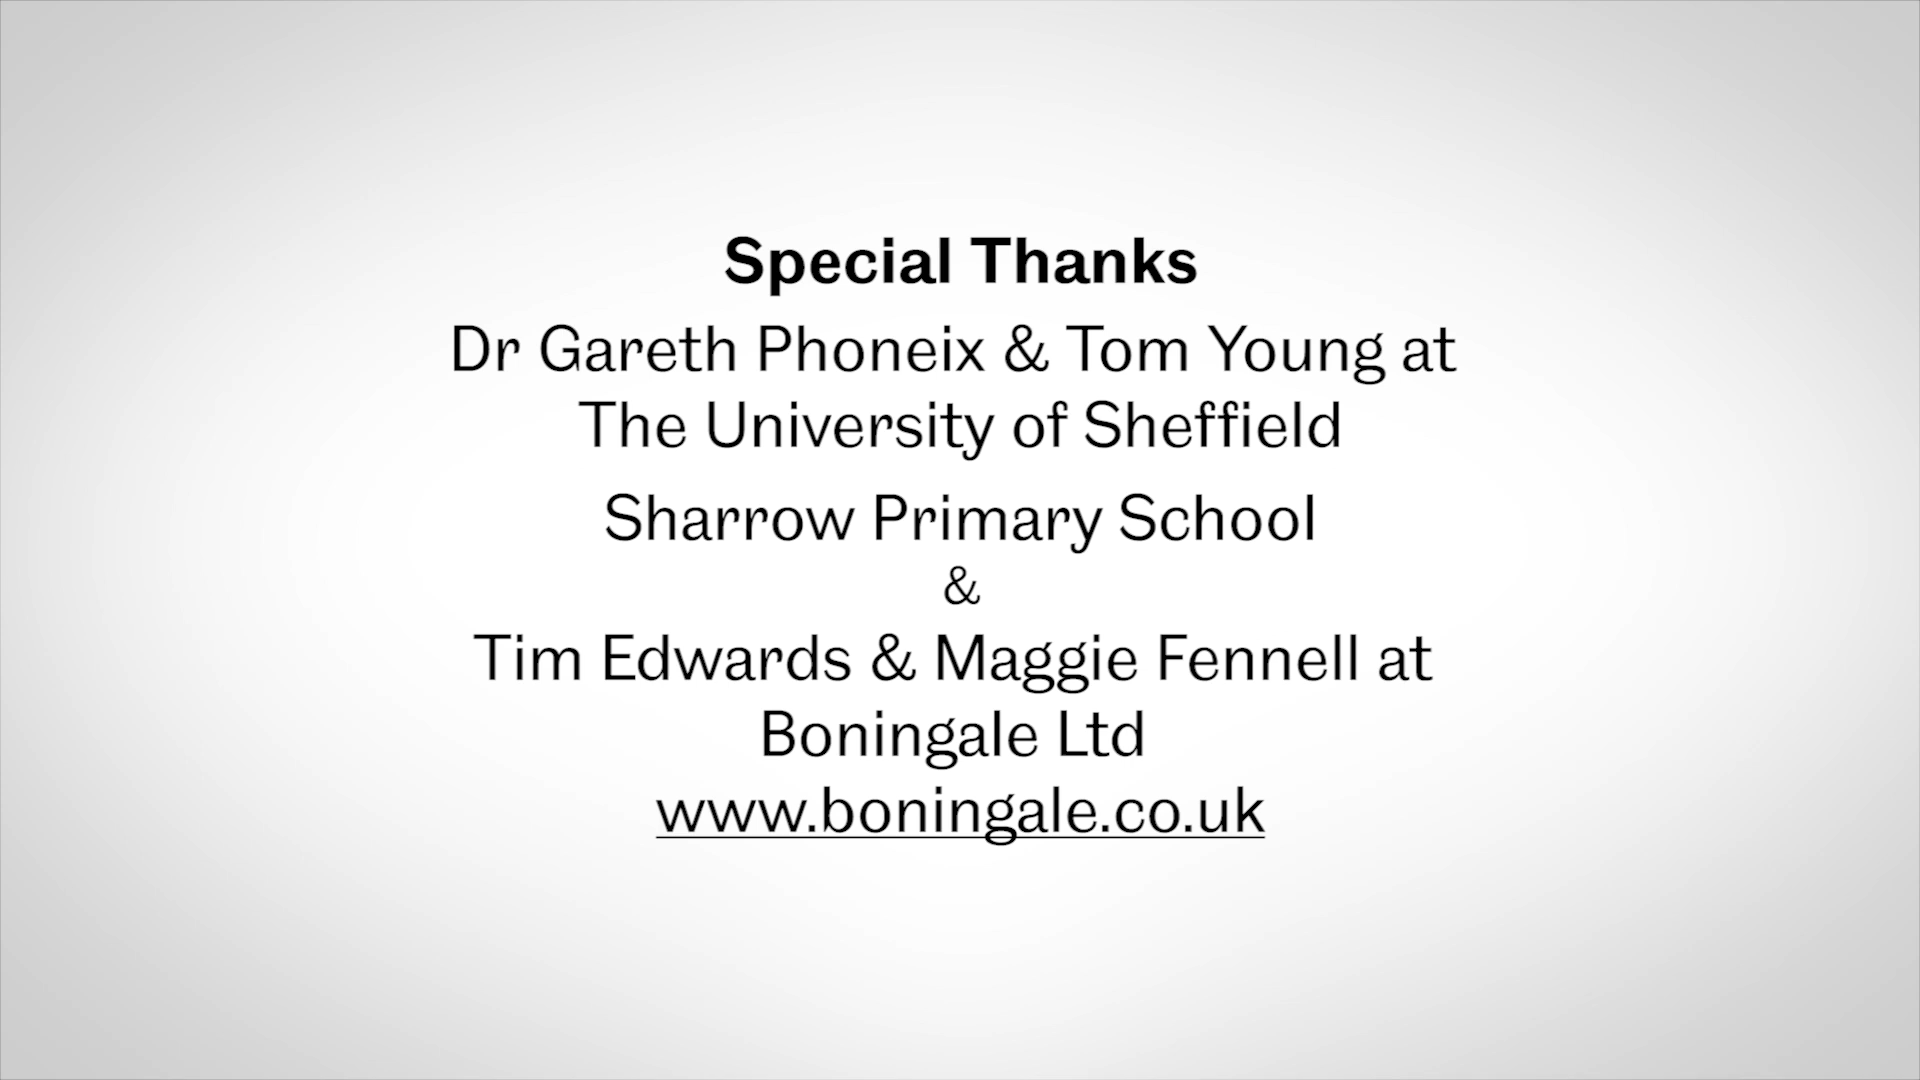 Special Thanks
Dr Gareth Phoneix & Tom Young at
The University of Sheffield
Sharrow Primary School
&
Tim Edwards & Maggie Fennell at
Boningale Ltd
www.boningale.co.uk